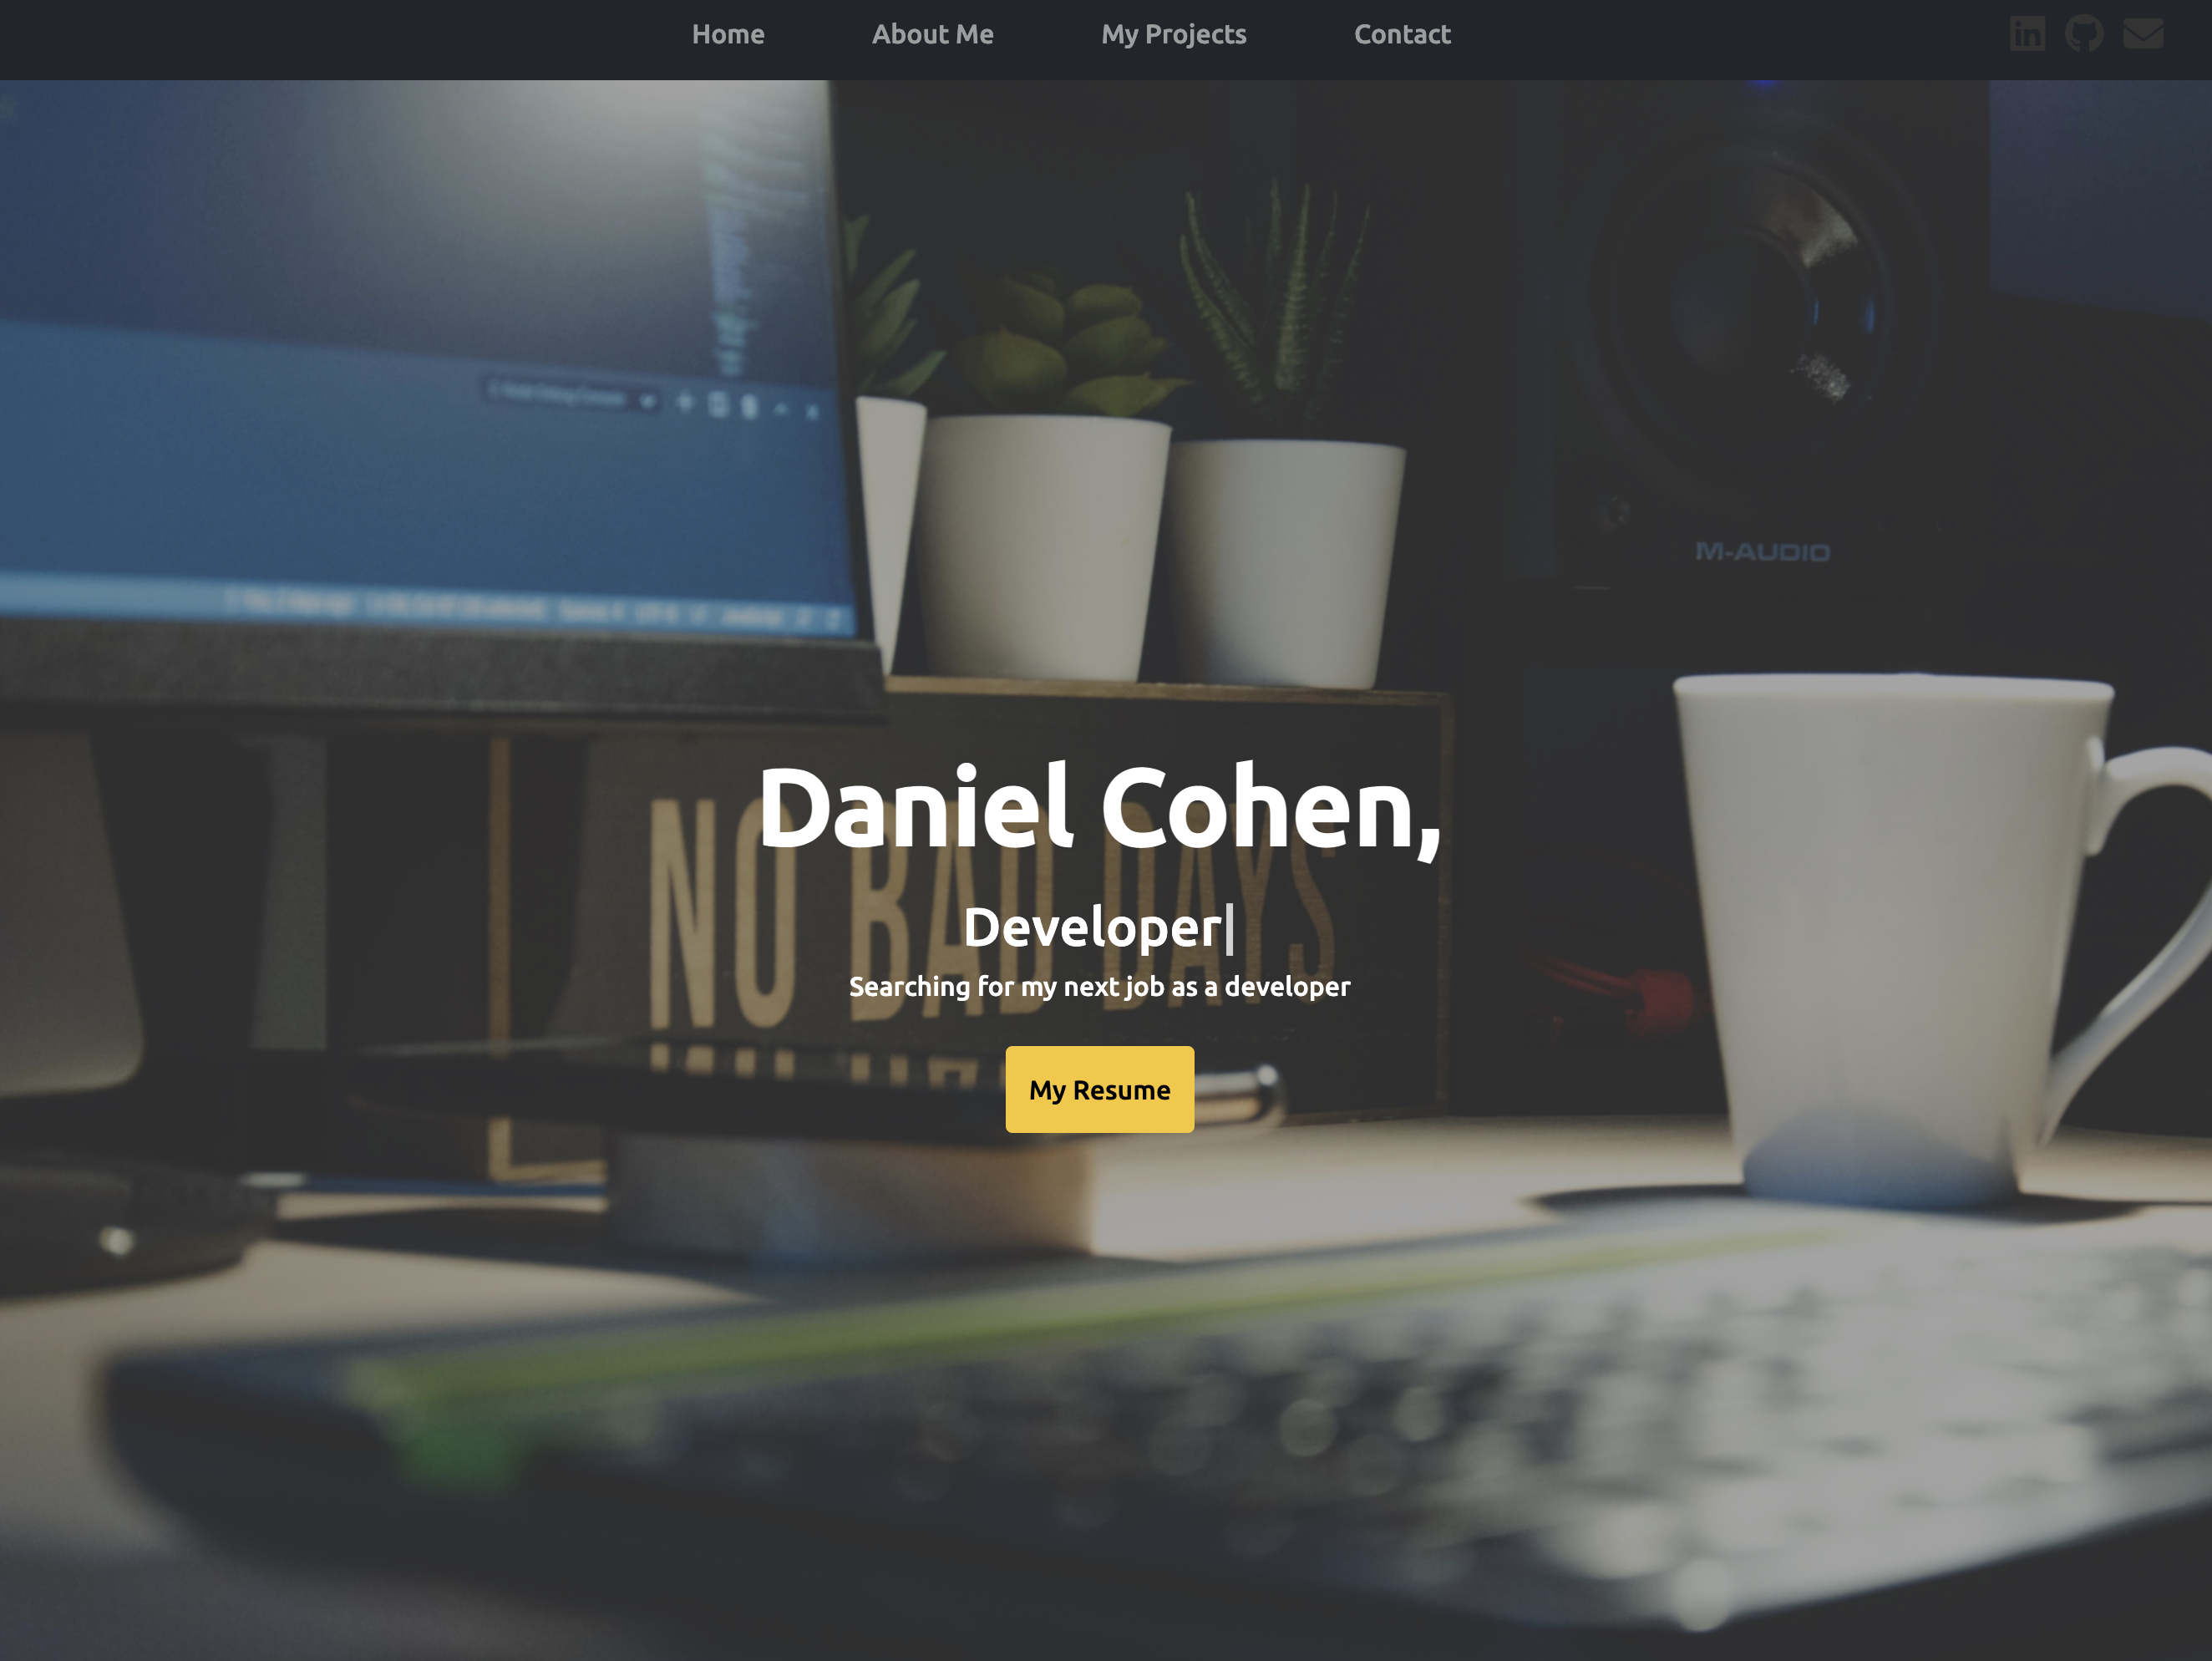 Home About Me My Projects Contact
M-AUDIO
Daniel Cohen,
NO BAD DAYS
Developer
Searching for my next job as a developer
My Resume